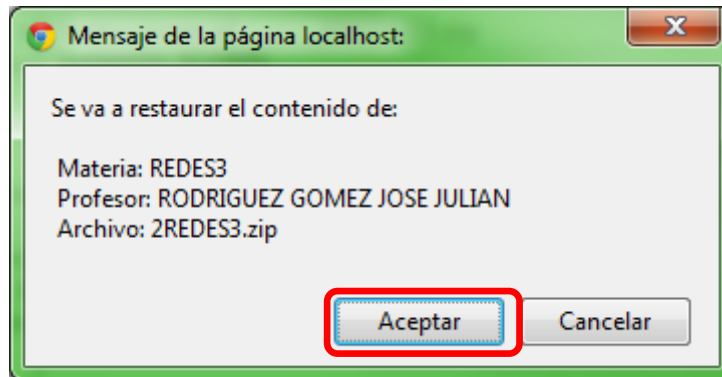 Mensaje de la página localhost:
Se va a restaurar el contenido de:
Materia: REDES3
Profesor: RODRIGUEZ GOMEZ JOSE JULIAN
Archivo: 2REDES3.zip
Aceptar Cancelar